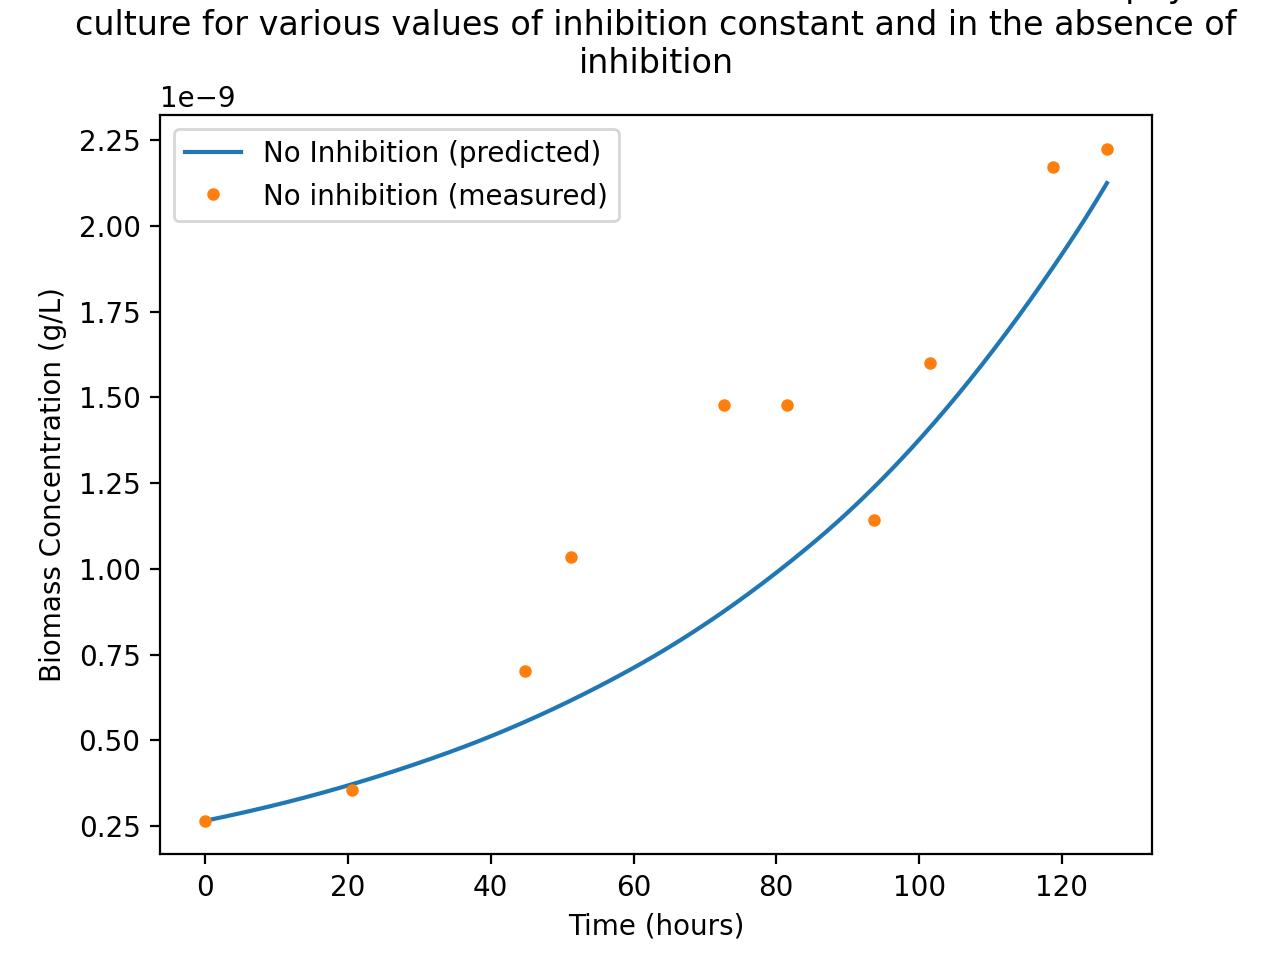 culture for various values of inhibition constant and in the absence of
inhibition
1e−9
2.25
2.00
1.75
1.50
1.25
1.00
0.75
0.50
0.25
Biomass Concentration (g/L)
No Inhibition (predicted)
No inhibition (measured)
0 20 40 60 80 100 120
Time (hours)